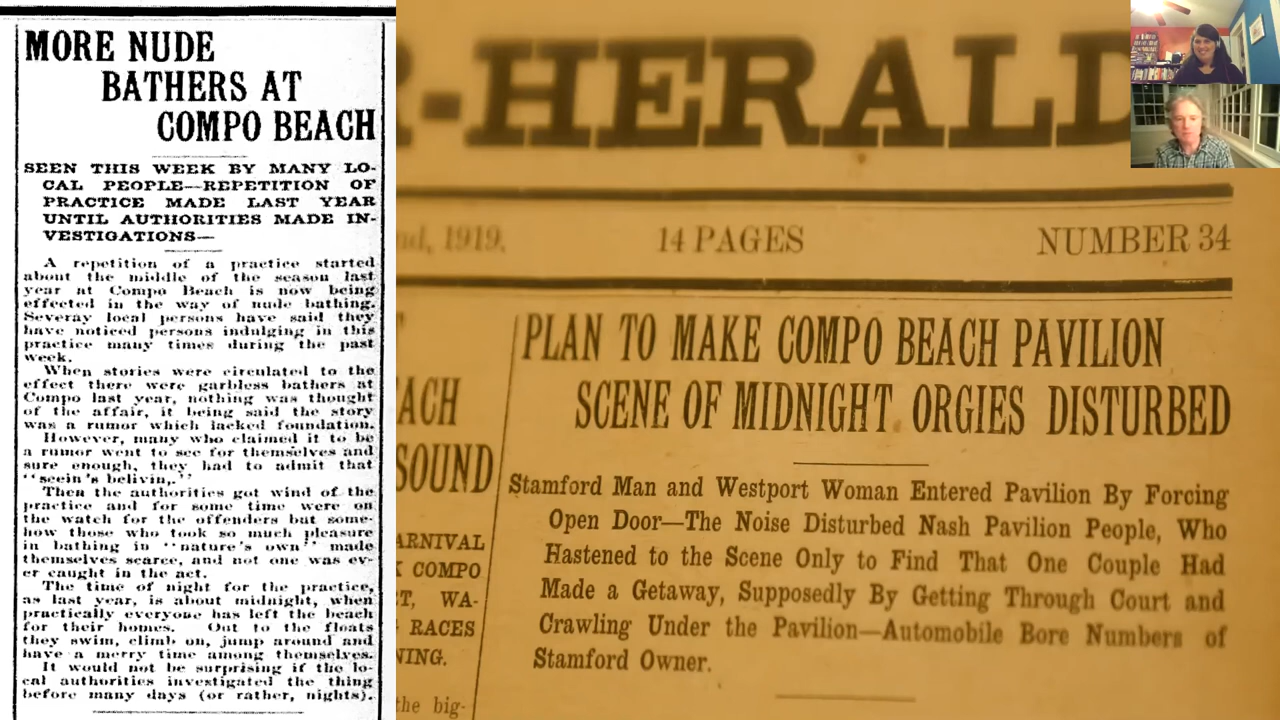 MORE NUDE
BATHERS AT
COMPO BEACH
SEEN THIS WEEK BY MANY LO-
CAL PEOPLE—REPETITION OF
PRACTICE MADE LAST YEAR
UNTIL AUTHORITIES MADE IN-
VESTIGATIONS—
A repetition of a practice started
about the middle of the season last
year at Compo Beach is now being
effected in the way of nude bathing.
Severay local persons have said they
have noticed persons indulging in this
practice many times during the past
week.
When stories were circulated to the
effect there were garbless bathers at
Compo last year, nothing was thought
of the affair, it being said the story
was a rumor which lacked foundation.
However, many who claimed it to be
a rumor went to see for themselves and
sure enough, they had to admit that
"seein's belivin,."
Then the authorities got wind of the
practice and for some time were on
the watch for the offenders but some-
how those who took so much pleasure
in bathing in "nature's own" made
themselves scarce, and not one was ev-
er caught in the act.
The time of night for the practice,
as last year, is about midnight, when
practically everyone has left the beach
for their homes. Out to the floats
they swim, climb on, jump around and
have a merry time among themselves.
It would not be surprising if the lo-
cal authorities investigated the thing
before many days (or rather, nights).
R-HERALD
nd, 1919.
14 PAGES
NUMBER 34
ACH
SOUND
ARNIVAL
K COMPO
T, WA-
RACES
NING.
the big-
PLAN TO MAKE COMPO BEACH PAVILION
SCENE OF MIDNIGHT ORGIES DISTURBED
Stamford Man and Westport Woman Entered Pavilion By Forcing
Open Door—The Noise Disturbed Nash Pavilion People, Who
Hastened to the Scene Only to Find That One Couple Had
Made a Getaway, Supposedly By Getting Through Court and
Crawling Under the Pavilion—Automobile Bore Numbers of
Stamford Owner.